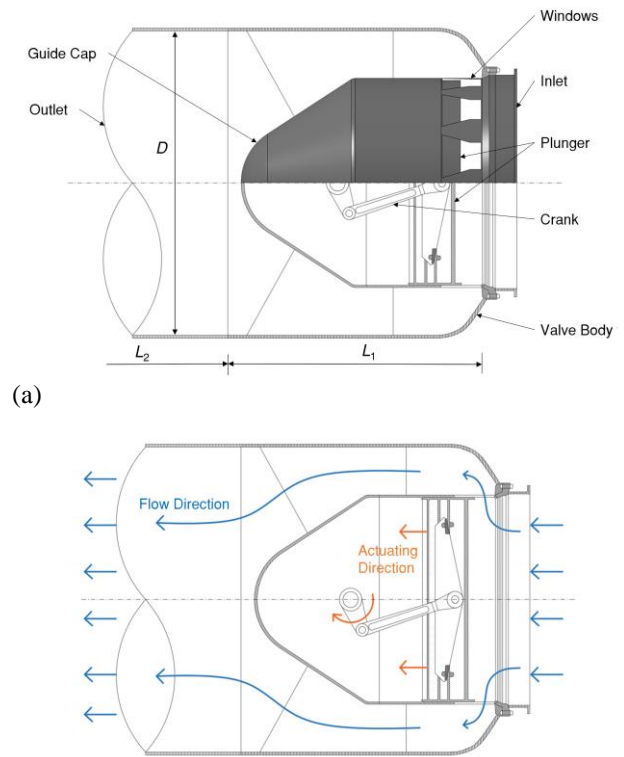 Windows
Guide Cap
Inlet
Outlet
D
Plunger
Crank
L₂
L₁
Valve Body
(a)
Flow Direction
Actuating
Direction